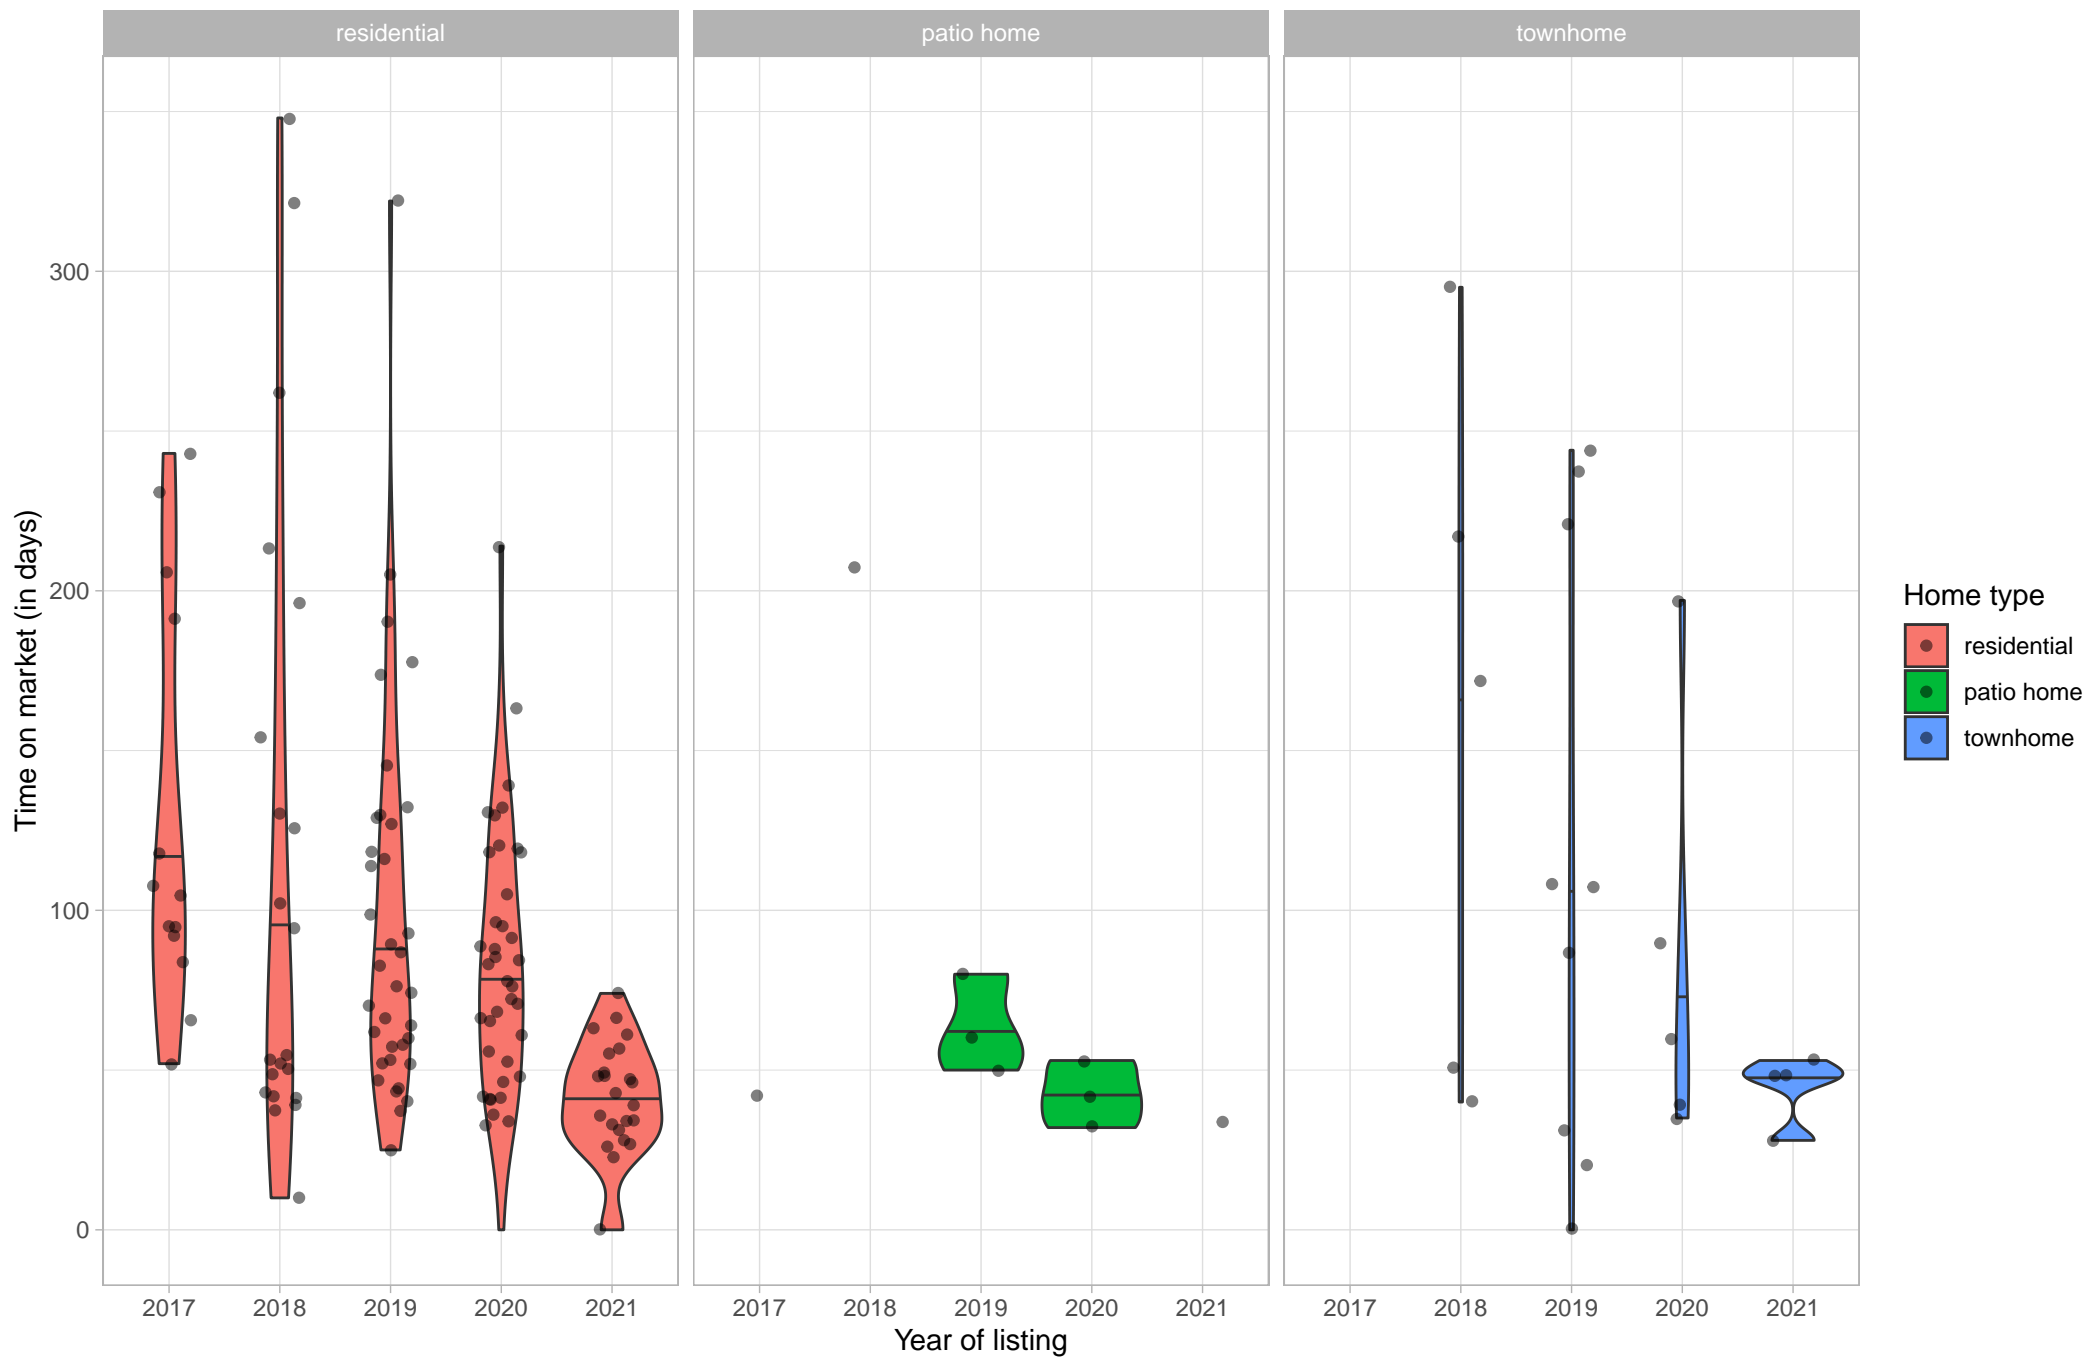 residential patio home townhome
300
200
100
0
Time on market (in days)
2017 2018 2019 2020 2021 2017 2018 2019 2020 2021 2017 2018 2019 2020 2021
Year of listing
Home type
residential
patio home
townhome